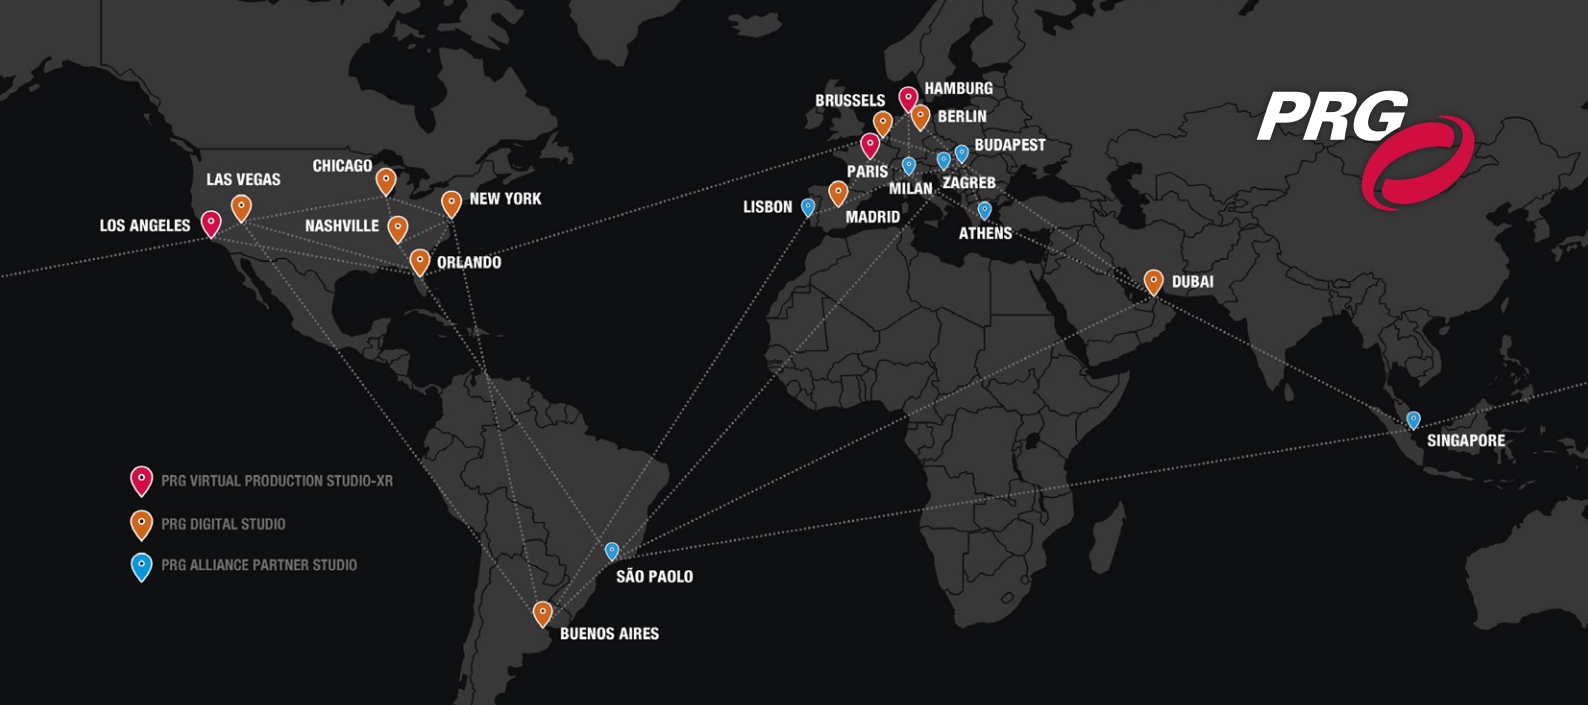 HAMBURG
BRUSSELS
PRG
BERLIN
BUDAPEST
CHICAGO
PARIS
LAS VEGAS
MILAN
ZAGREB
NEW YORK
LISBON
MADRID
LOS ANGELES
NASHVILLE
ATHENS
ORLANDO
DUBAI
SINGAPORE
PRG VIRTUAL PRODUCTION STUDIO-XR
PRG DIGITAL STUDIO
PRG ALLIANCE PARTNER STUDIO
SÃO PAOLO
BUENOS AIRES